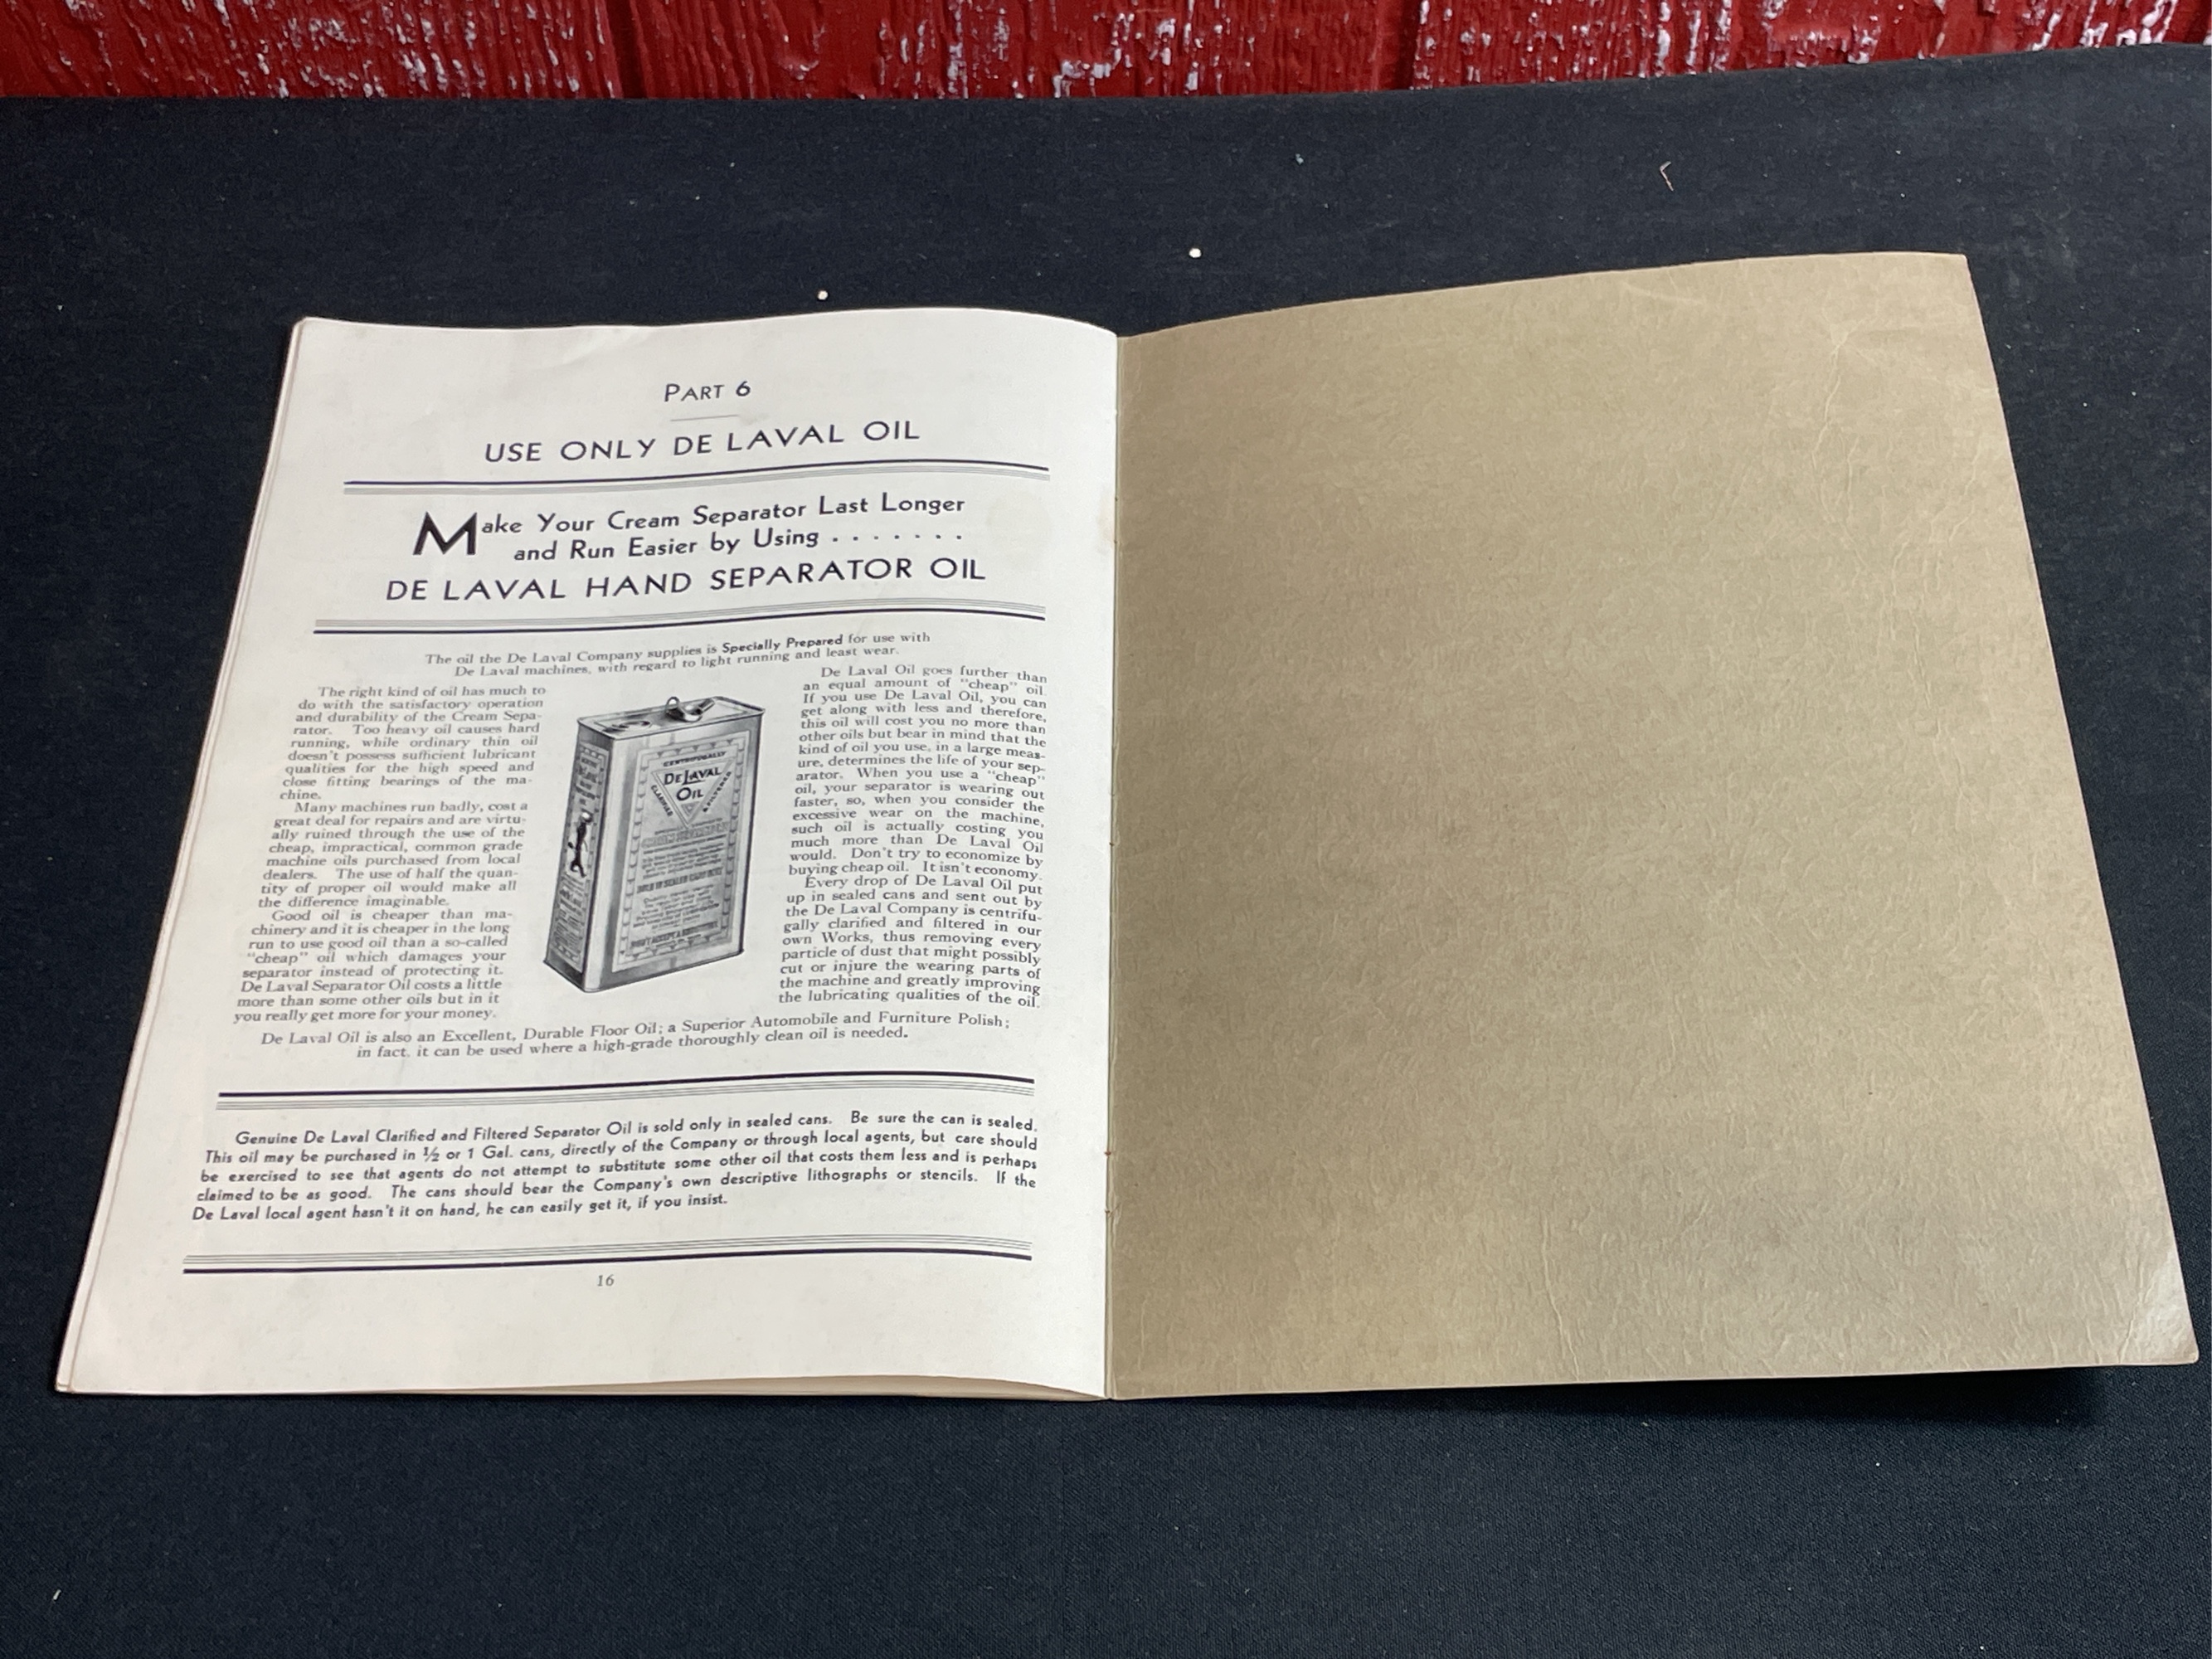 PART 6
USE ONLY DE LAVAL OIL
Make Your Cream Separator Last Longer
and Run Easier by Using . . . . . . .
DE LAVAL HAND SEPARATOR OIL
The oil the De Laval Company supplies is Specially Prepared for use with
De Laval machines, with regard to light running and least wear.
The right kind of oil has much to
do with the satisfactory operation
and durability of the Cream Sepa-
rator. Too heavy oil causes hard
running, while ordinary thin oil
doesn't possess sufficient lubricant
qualities for the high speed and
close fitting bearings of the ma-
chine.
Many machines run badly, cost a
great deal for repairs and are virtu-
ally ruined through the use of the
cheap, impractical, common grade
machine oils purchased from local
dealers. The use of half the quan-
tity of proper oil would make all
the difference imaginable.
Good oil is cheaper than ma-
chinery and it is cheaper in the long
run to use good oil than a so-called
"cheap" oil which damages your
separator instead of protecting it.
De Laval Separator Oil costs a little
more than some other oils but in it
you really get more for your money.
CENTRIFUGALLY
DE LAVAL
OIL
CLARIFIED
De Laval Oil goes further than
an equal amount of "cheap" oil.
If you use De Laval Oil, you can
get along with less and therefore,
this oil will cost you no more than
other oils but bear in mind that the
kind of oil you use, in a large meas-
ure, determines the life of your sep-
arator. When you use a "cheap"
oil, your separator is wearing out
faster, so, when you consider the
excessive wear on the machine,
such oil is actually costing you
much more than De Laval Oil
would. Don't try to economize by
buying cheap oil. It isn't economy.
Every drop of De Laval Oil put
up in sealed cans and sent out by
the De Laval Company is centrifu-
gally clarified and filtered in our
own Works, thus removing every
particle of dust that might possibly
cut or injure the wearing parts of
the machine and greatly improving
the lubricating qualities of the oil.
De Laval Oil is also an Excellent, Durable Floor Oil; a Superior Automobile and Furniture Polish;
in fact, it can be used where a high-grade thoroughly clean oil is needed.
Genuine De Laval Clarified and Filtered Separator Oil is sold only in sealed cans. Be sure the can is sealed.
This oil may be purchased in ½ or 1 Gal. cans, directly of the Company or through local agents, but care should
be exercised to see that agents do not attempt to substitute some other oil that costs them less and is perhaps
claimed to be as good. The cans should bear the Company's own descriptive lithographs or stencils. If the
De Laval local agent hasn't it on hand, he can easily get it, if you insist.
16